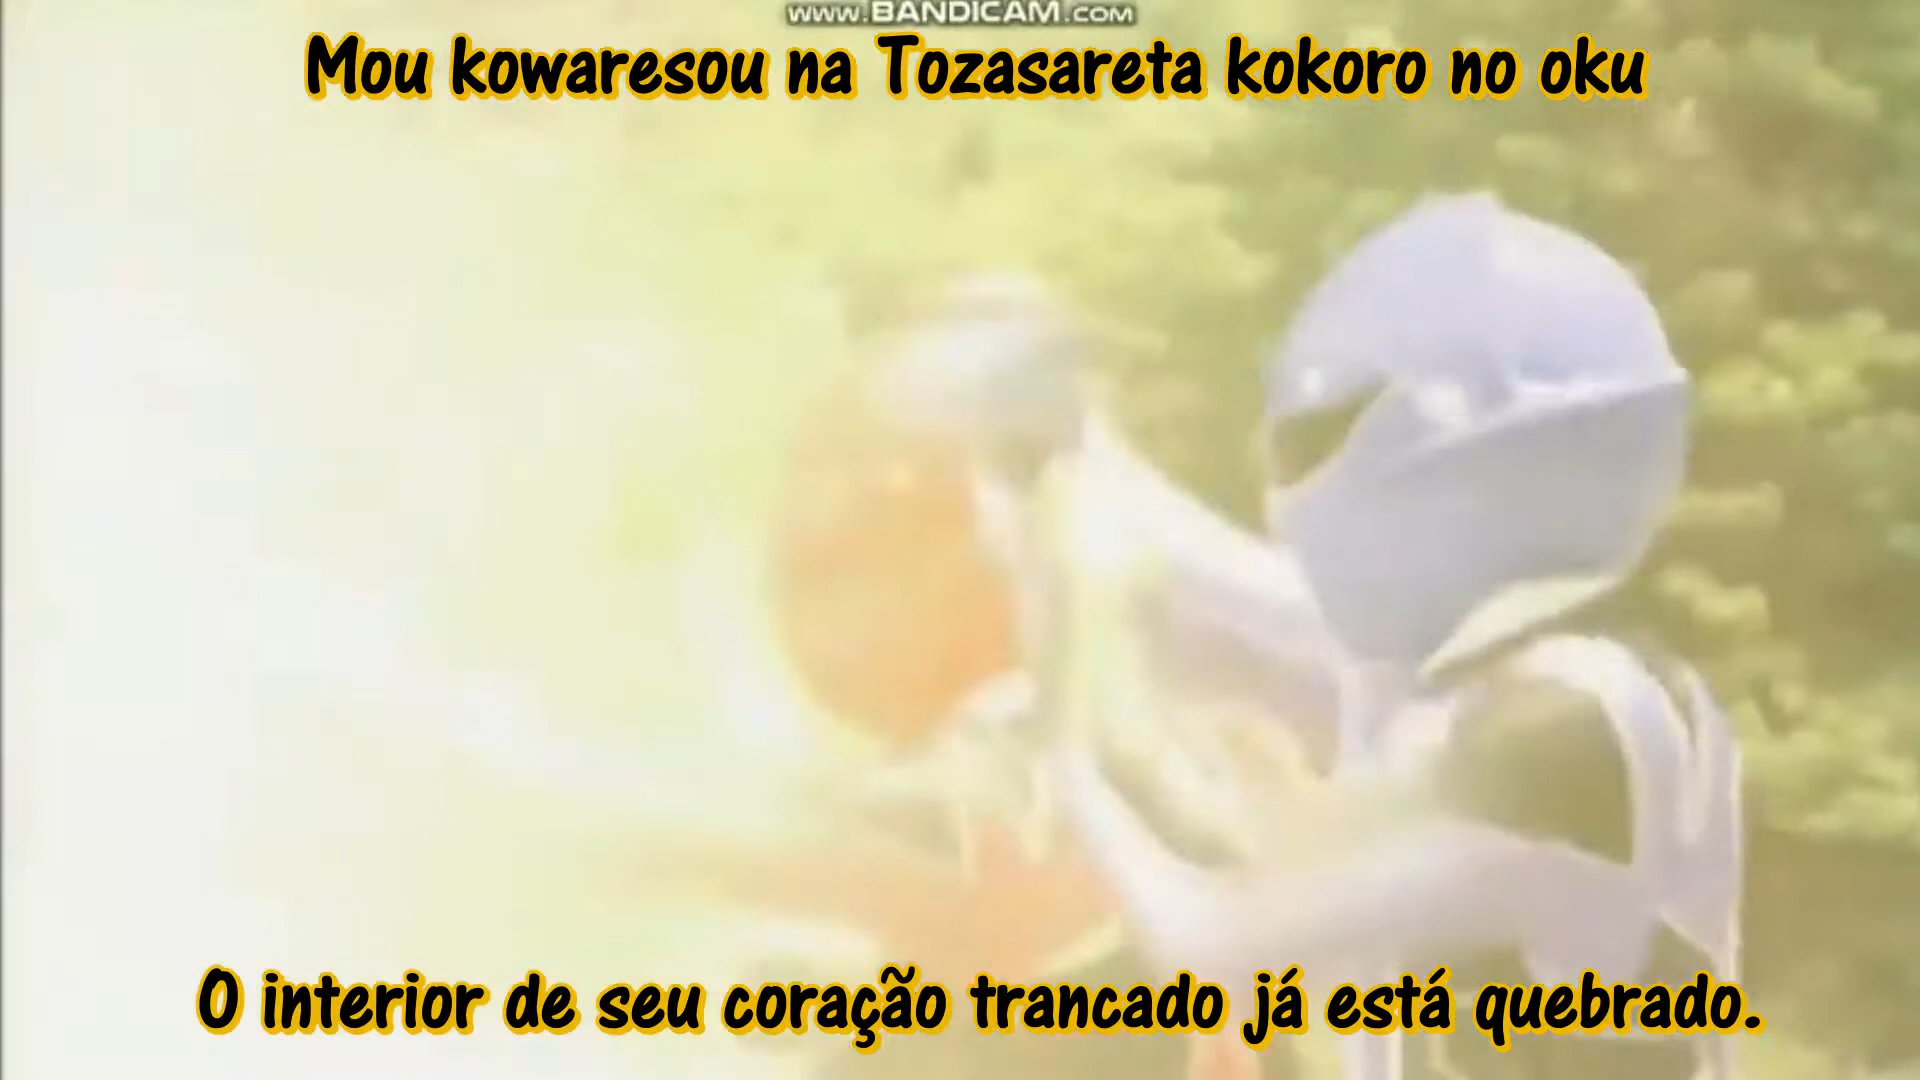 WWW.BANDICAM.COM
Mou kowaresou na Tozasareta kokoro no oku
O interior de seu coração trancado já está quebrado.